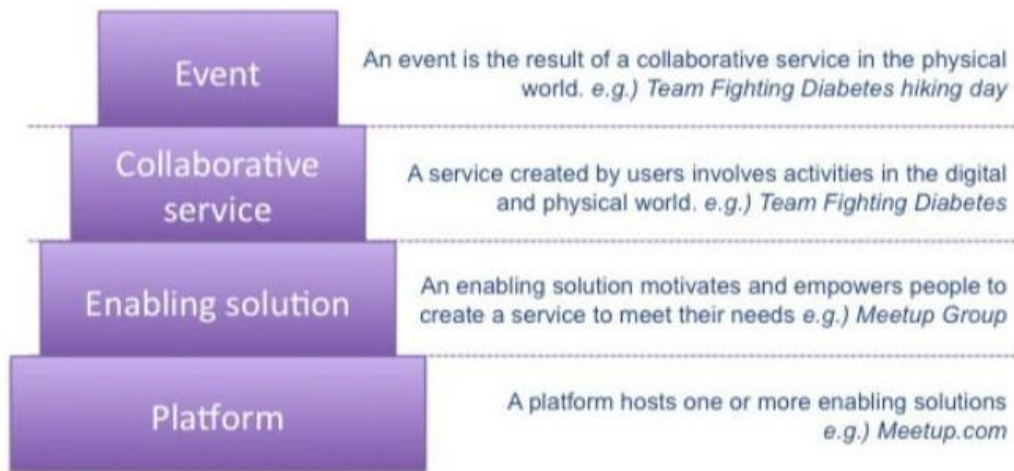 Event
An event is the result of a collaborative service in the physical
world. e.g.) Team Fighting Diabetes hiking day
Collaborative
service
A service created by users involves activities in the digital
and physical world. e.g.) Team Fighting Diabetes
Enabling solution
An enabling solution motivates and empowers people to
create a service to meet their needs e.g.) Meetup Group
Platform
A platform hosts one or more enabling solutions
e.g.) Meetup.com